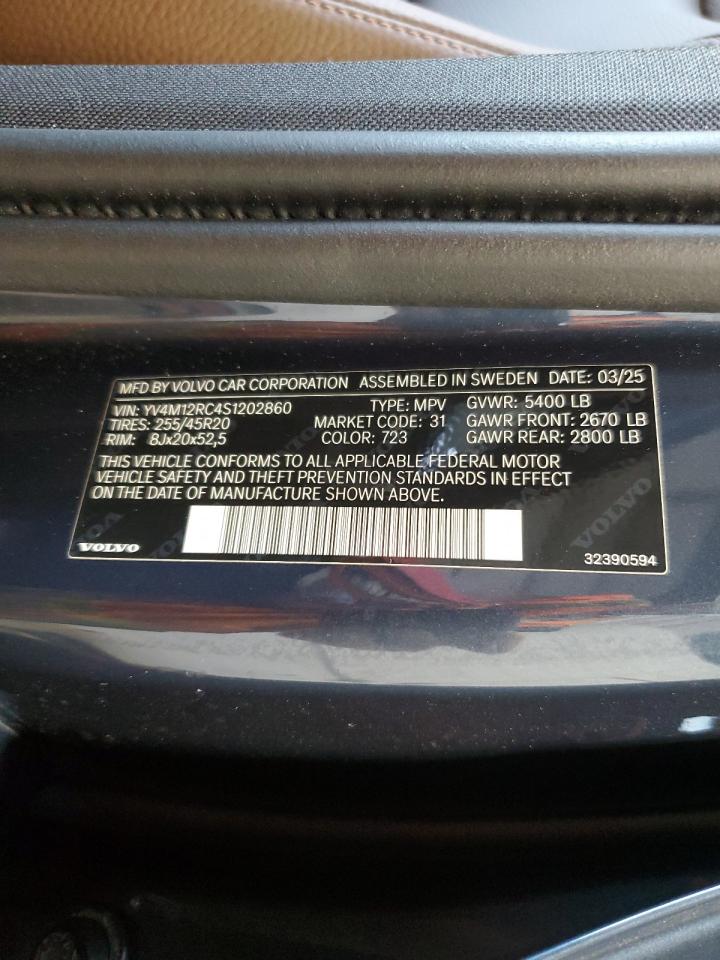 MFD BY VOLVO CAR CORPORATION ASSEMBLED IN SWEDEN DATE: 03/25
VIN: YV4M12RC4S1202860 TYPE: MPV GVWR: 5400 LB
TIRES: 255/45R20 MARKET CODE: 31 GAWR FRONT: 2670 LB
RIM: 8Jx20x52,5 COLOR: 723 GAWR REAR: 2800 LB
THIS VEHICLE CONFORMS TO ALL APPLICABLE FEDERAL MOTOR
VEHICLE SAFETY AND THEFT PREVENTION STANDARDS IN EFFECT
ON THE DATE OF MANUFACTURE SHOWN ABOVE.
VOLVO 32390594
VOLVO